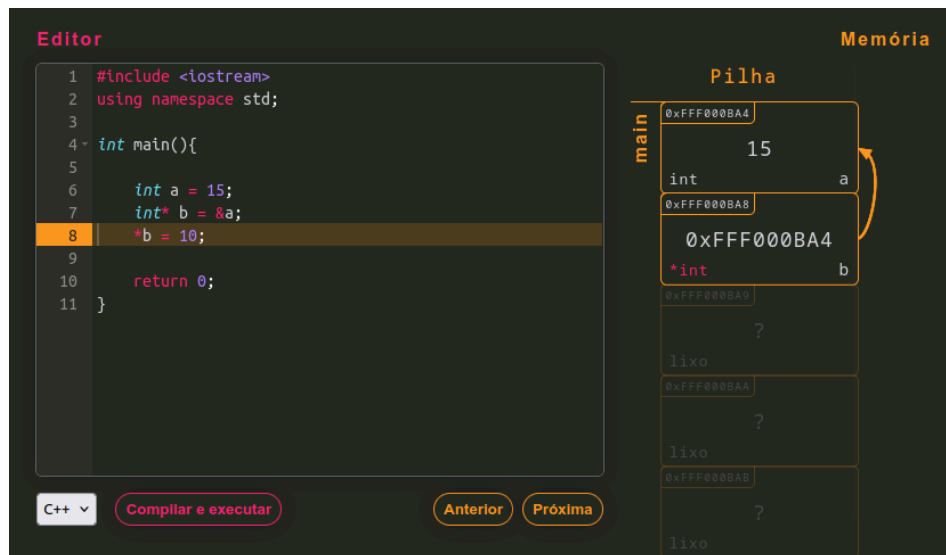 Editor
Memória
1 #include <iostream>
2 using namespace std;
3
4 int main(){
5
6 int a = 15;
7 int* b = &a;
8 *b = 10;
9
10 return 0;
11 }
C++
Compilar e executar
Anterior
Próxima
Pilha
main
0xFFF000BA4
15
int a
0xFFF000BA8
0xFFF000BA4
*int b
0xFFF000BA9
?
lixo
0xFFF000BAA
?
lixo
0xFFF000BAB
?
lixo